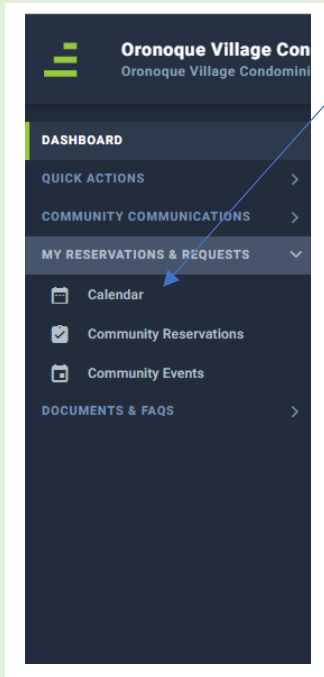 Oronoque Village Con
Oronoque Village Condomini
DASHBOARD
QUICK ACTIONS
COMMUNITY COMMUNICATIONS
MY RESERVATIONS & REQUESTS
Calendar
Community Reservations
Community Events
DOCUMENTS & FAQS